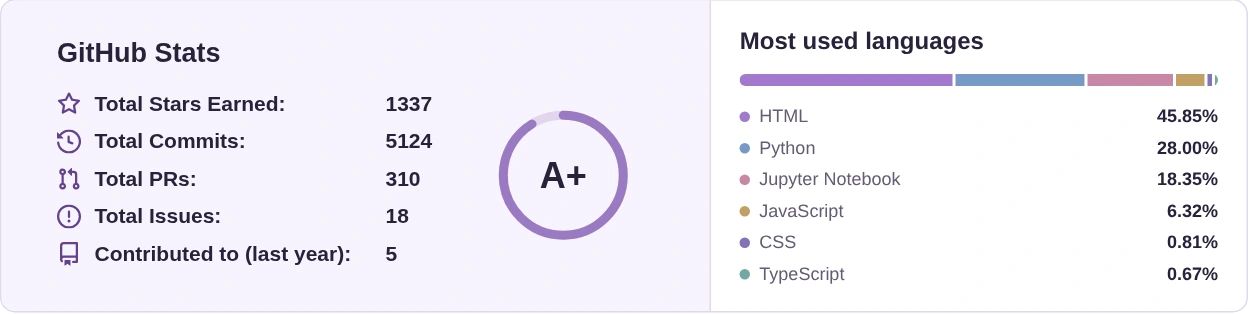 GitHub Stats
Total Stars Earned: 1337
Total Commits: 5124
Total PRs: 310
Total Issues: 18
Contributed to (last year): 5
A+
Most used languages
HTML 45.85%
Python 28.00%
Jupyter Notebook 18.35%
JavaScript 6.32%
CSS 0.81%
TypeScript 0.67%